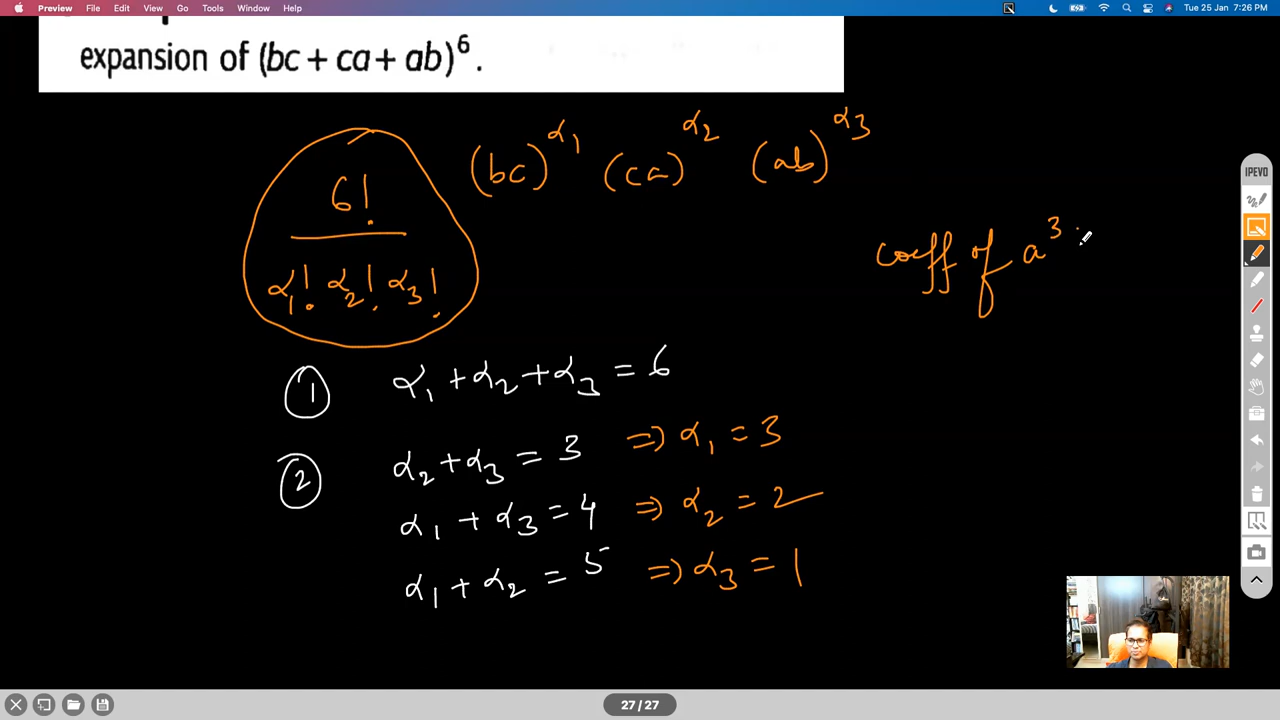 Preview File Edit View Go Tools Window Help Tue 25 Jan 7:26 PM
expansion of (bc + ca + ab)⁶.
6! / α₁! α₂! α₃! (bc)^α₁ (ca)^α₂ (ab)^α₃
coeff of a³
IPEVO
① α₁ + α₂ + α₃ = 6
② α₂ + α₃ = 3 ⇒ α₁ = 3
α₁ + α₃ = 4 ⇒ α₂ = 2
α₁ + α₂ = 5 ⇒ α₃ = 1
27 / 27